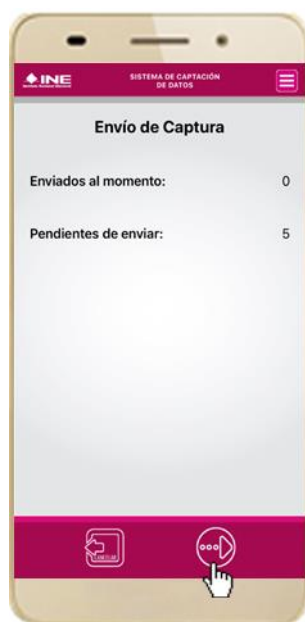 INE
SISTEMA DE CAPTACIÓN
DE DATOS
Envío de Captura
Enviados al momento: 0
Pendientes de enviar: 5